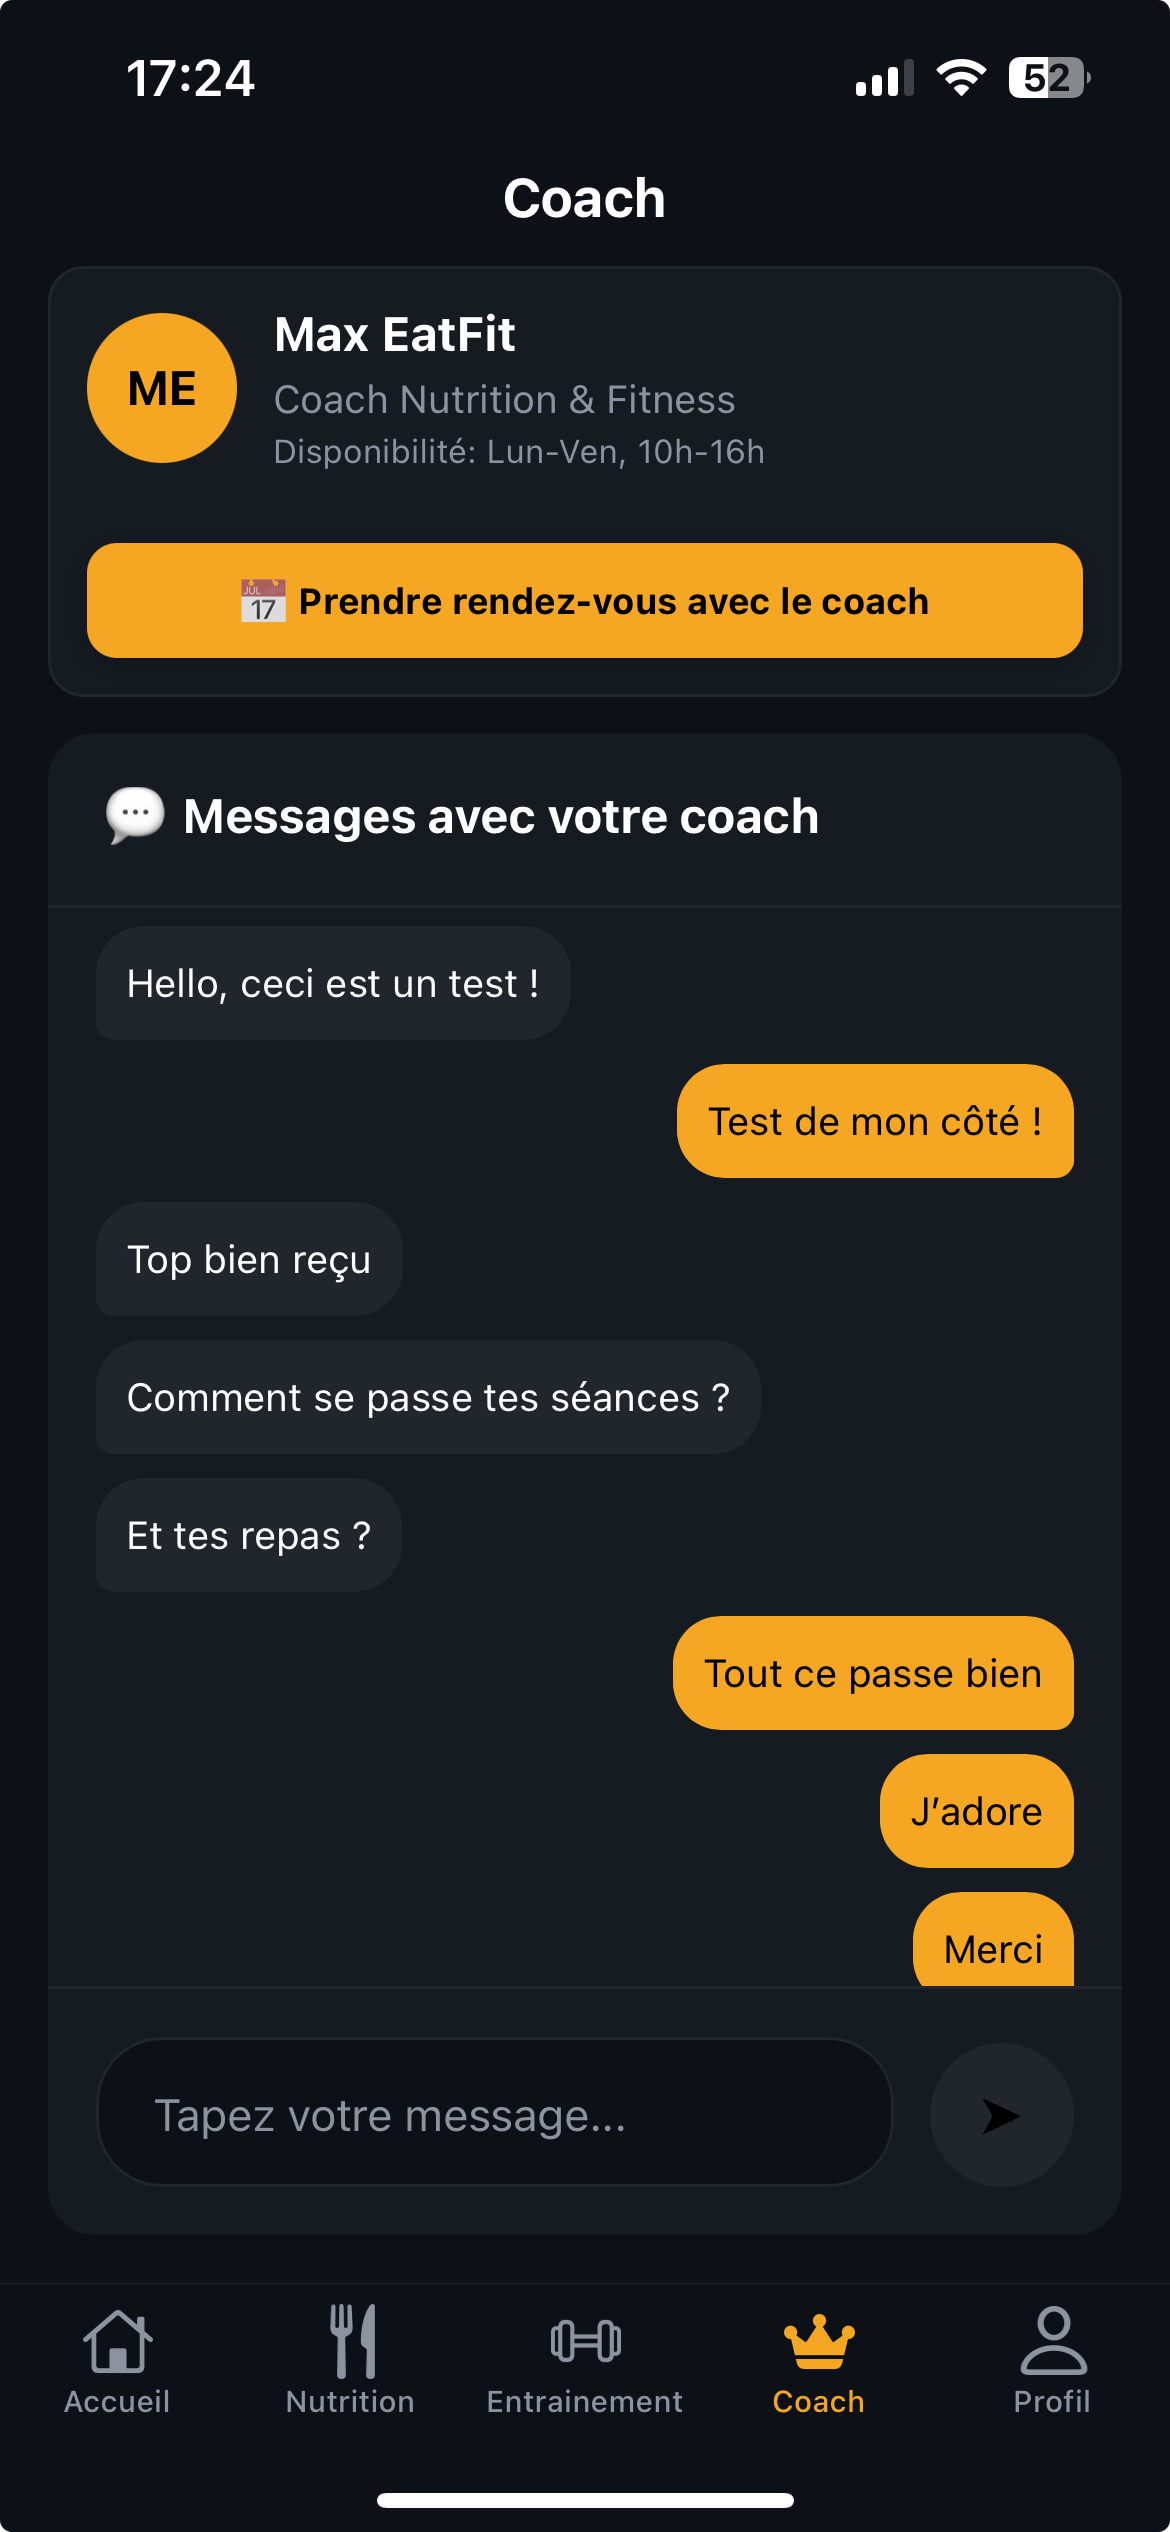 17:24
52
Coach
ME
Max EatFit
Coach Nutrition & Fitness
Disponibilité: Lun-Ven, 10h-16h
JUL
17
Prendre rendez-vous avec le coach
Messages avec votre coach
Hello, ceci est un test !
Test de mon côté !
Top bien reçu
Comment se passe tes séances ?
Et tes repas ?
Tout ce passe bien
J’adore
Merci
Tapez votre message...
Accueil
Nutrition
Entrainement
Coach
Profil